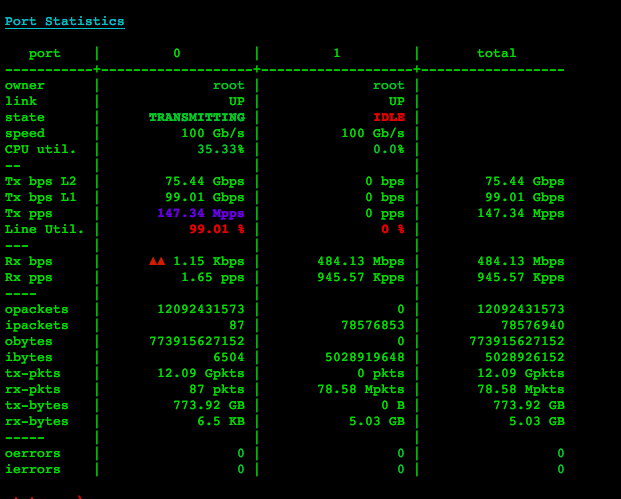 Port Statistics
port | 0 | 1 | total
------------+--------------------+-------------------+------------------
owner | root | root |
link | UP | UP |
state | TRANSMITTING | IDLE |
speed | 100 Gb/s | 100 Gb/s |
CPU util. | 35.33% | 0.0% |
-- | | |
Tx bps L2 | 75.44 Gbps | 0 bps | 75.44 Gbps
Tx bps L1 | 99.01 Gbps | 0 bps | 99.01 Gbps
Tx pps | 147.34 Mpps | 0 pps | 147.34 Mpps
Line Util. | 99.01 % | 0 % |
--- | | |
Rx bps | ▲▲ 1.15 Kbps | 484.13 Mbps | 484.13 Mbps
Rx pps | 1.65 pps | 945.57 Kpps | 945.57 Kpps
---- | | |
opackets | 12092431573 | 0 | 12092431573
ipackets | 87 | 78576853 | 78576940
obytes | 773915627152 | 0 | 773915627152
ibytes | 6504 | 5028919648 | 5028926152
tx-pkts | 12.09 Gpkts | 0 pkts | 12.09 Gpkts
rx-pkts | 87 pkts | 78.58 Mpkts | 78.58 Mpkts
tx-bytes | 773.92 GB | 0 B | 773.92 GB
rx-bytes | 6.5 KB | 5.03 GB | 5.03 GB
----- | | |
oerrors | 0 | 0 | 0
ierrors | 0 | 0 | 0